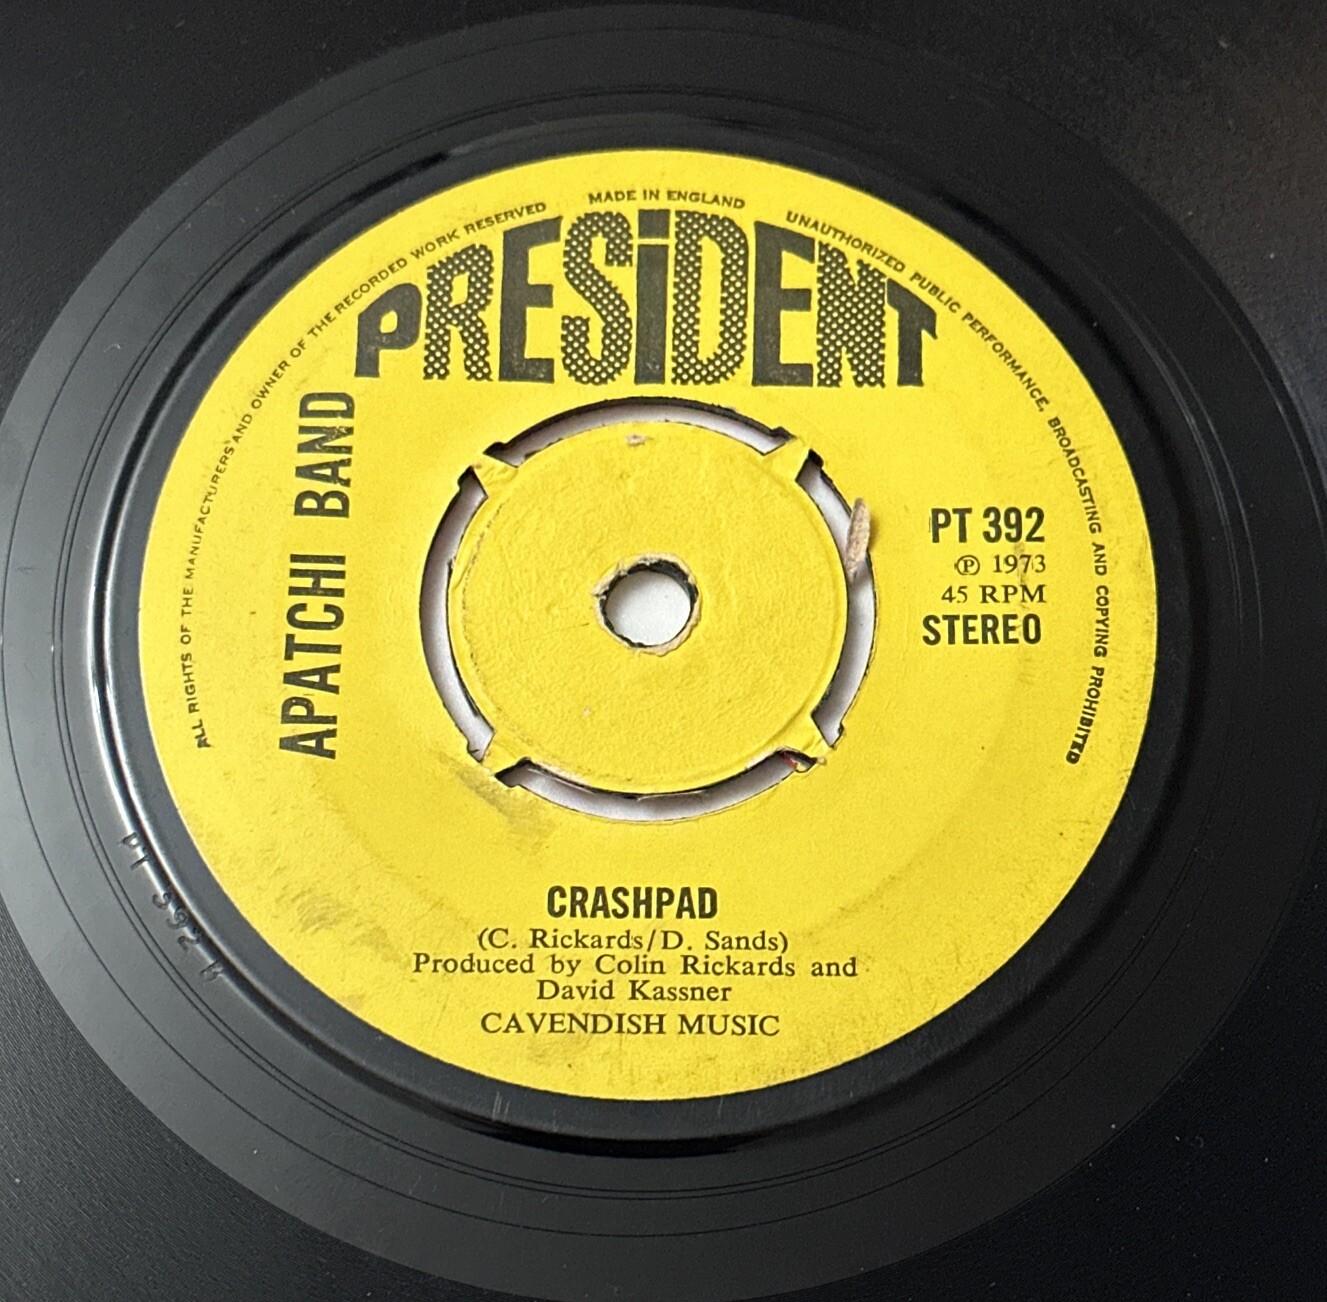 ALL RIGHTS OF THE MANUFACTURERS AND OWNER OF THE RECORDED WORK RESERVED
MADE IN ENGLAND
UNAUTHORIZED PUBLIC PERFORMANCE, BROADCASTING AND COPYING PROHIBITED
PRESiDENT
APATCHI BAND
PT 392
℗ 1973
45 RPM
STEREO
CRASHPAD
(C. Rickards/D. Sands)
Produced by Colin Rickards and
David Kassner
CAVENDISH MUSIC
PT 392 B